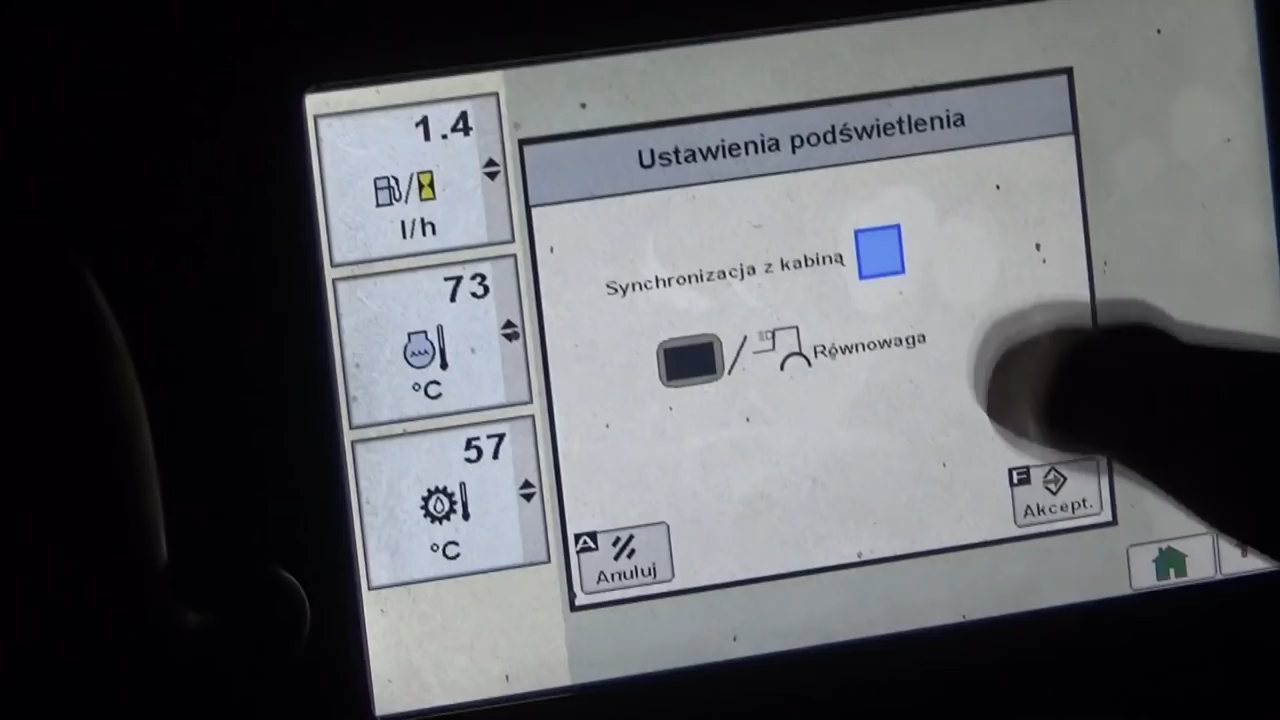 1.4
l/h
73
°C
57
°C
Ustawienia podświetlenia
Synchronizacja z kabiną
Równowaga
A
Anuluj
F
Akcept.